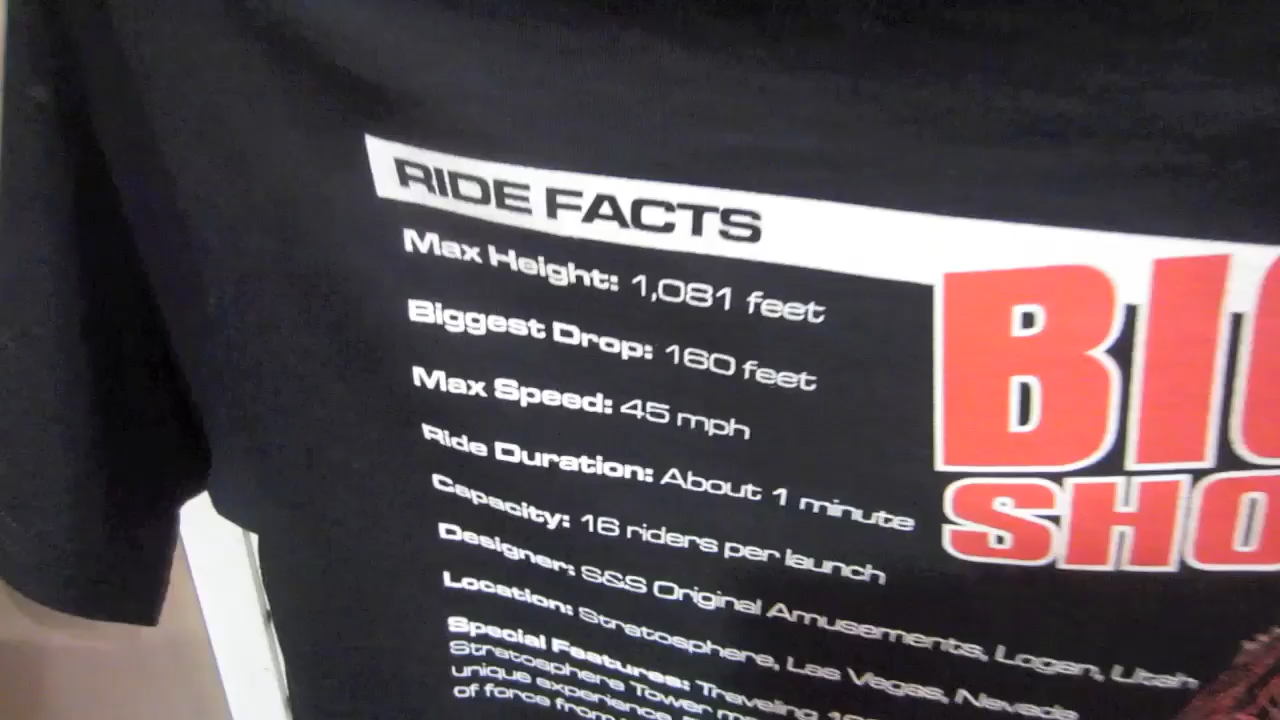 RIDE FACTS
Max Height: 1,081 feet
Biggest Drop: 160 feet
Max Speed: 45 mph
Ride Duration: About 1 minute
Capacity: 16 riders per launch
Designer: S&S Original Amusements, Logan, Utah
Location: Stratosphere, Las Vegas, Nevada
Special Features: Traveling
Stratosphere Tower
unique experience.
of force from
BI
SHO